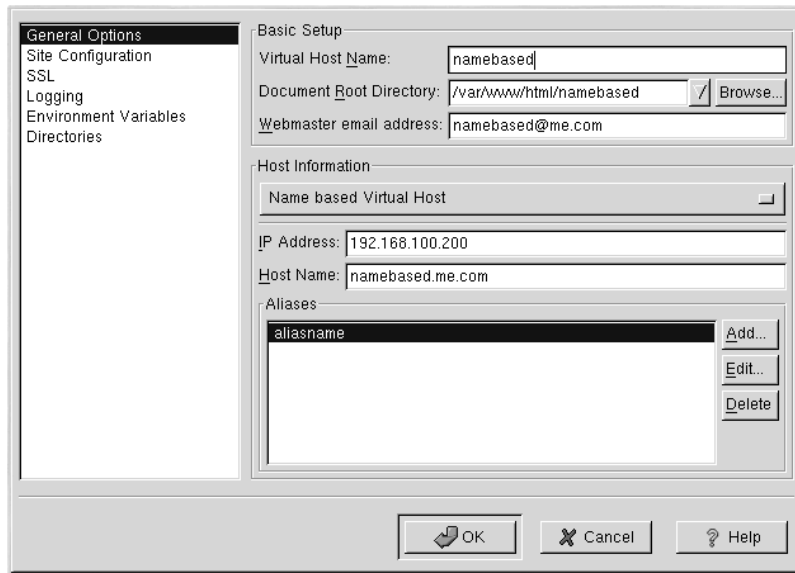 General Options
Site Configuration
SSL
Logging
Environment Variables
Directories
Basic Setup
Virtual Host Name: namebased
Document Root Directory: /var/www/html/namebased Browse...
Webmaster email address: namebased@me.com
Host Information
Name based Virtual Host
IP Address: 192.168.100.200
Host Name: namebased.me.com
Aliases
aliasname
Add...
Edit...
Delete
OK Cancel Help